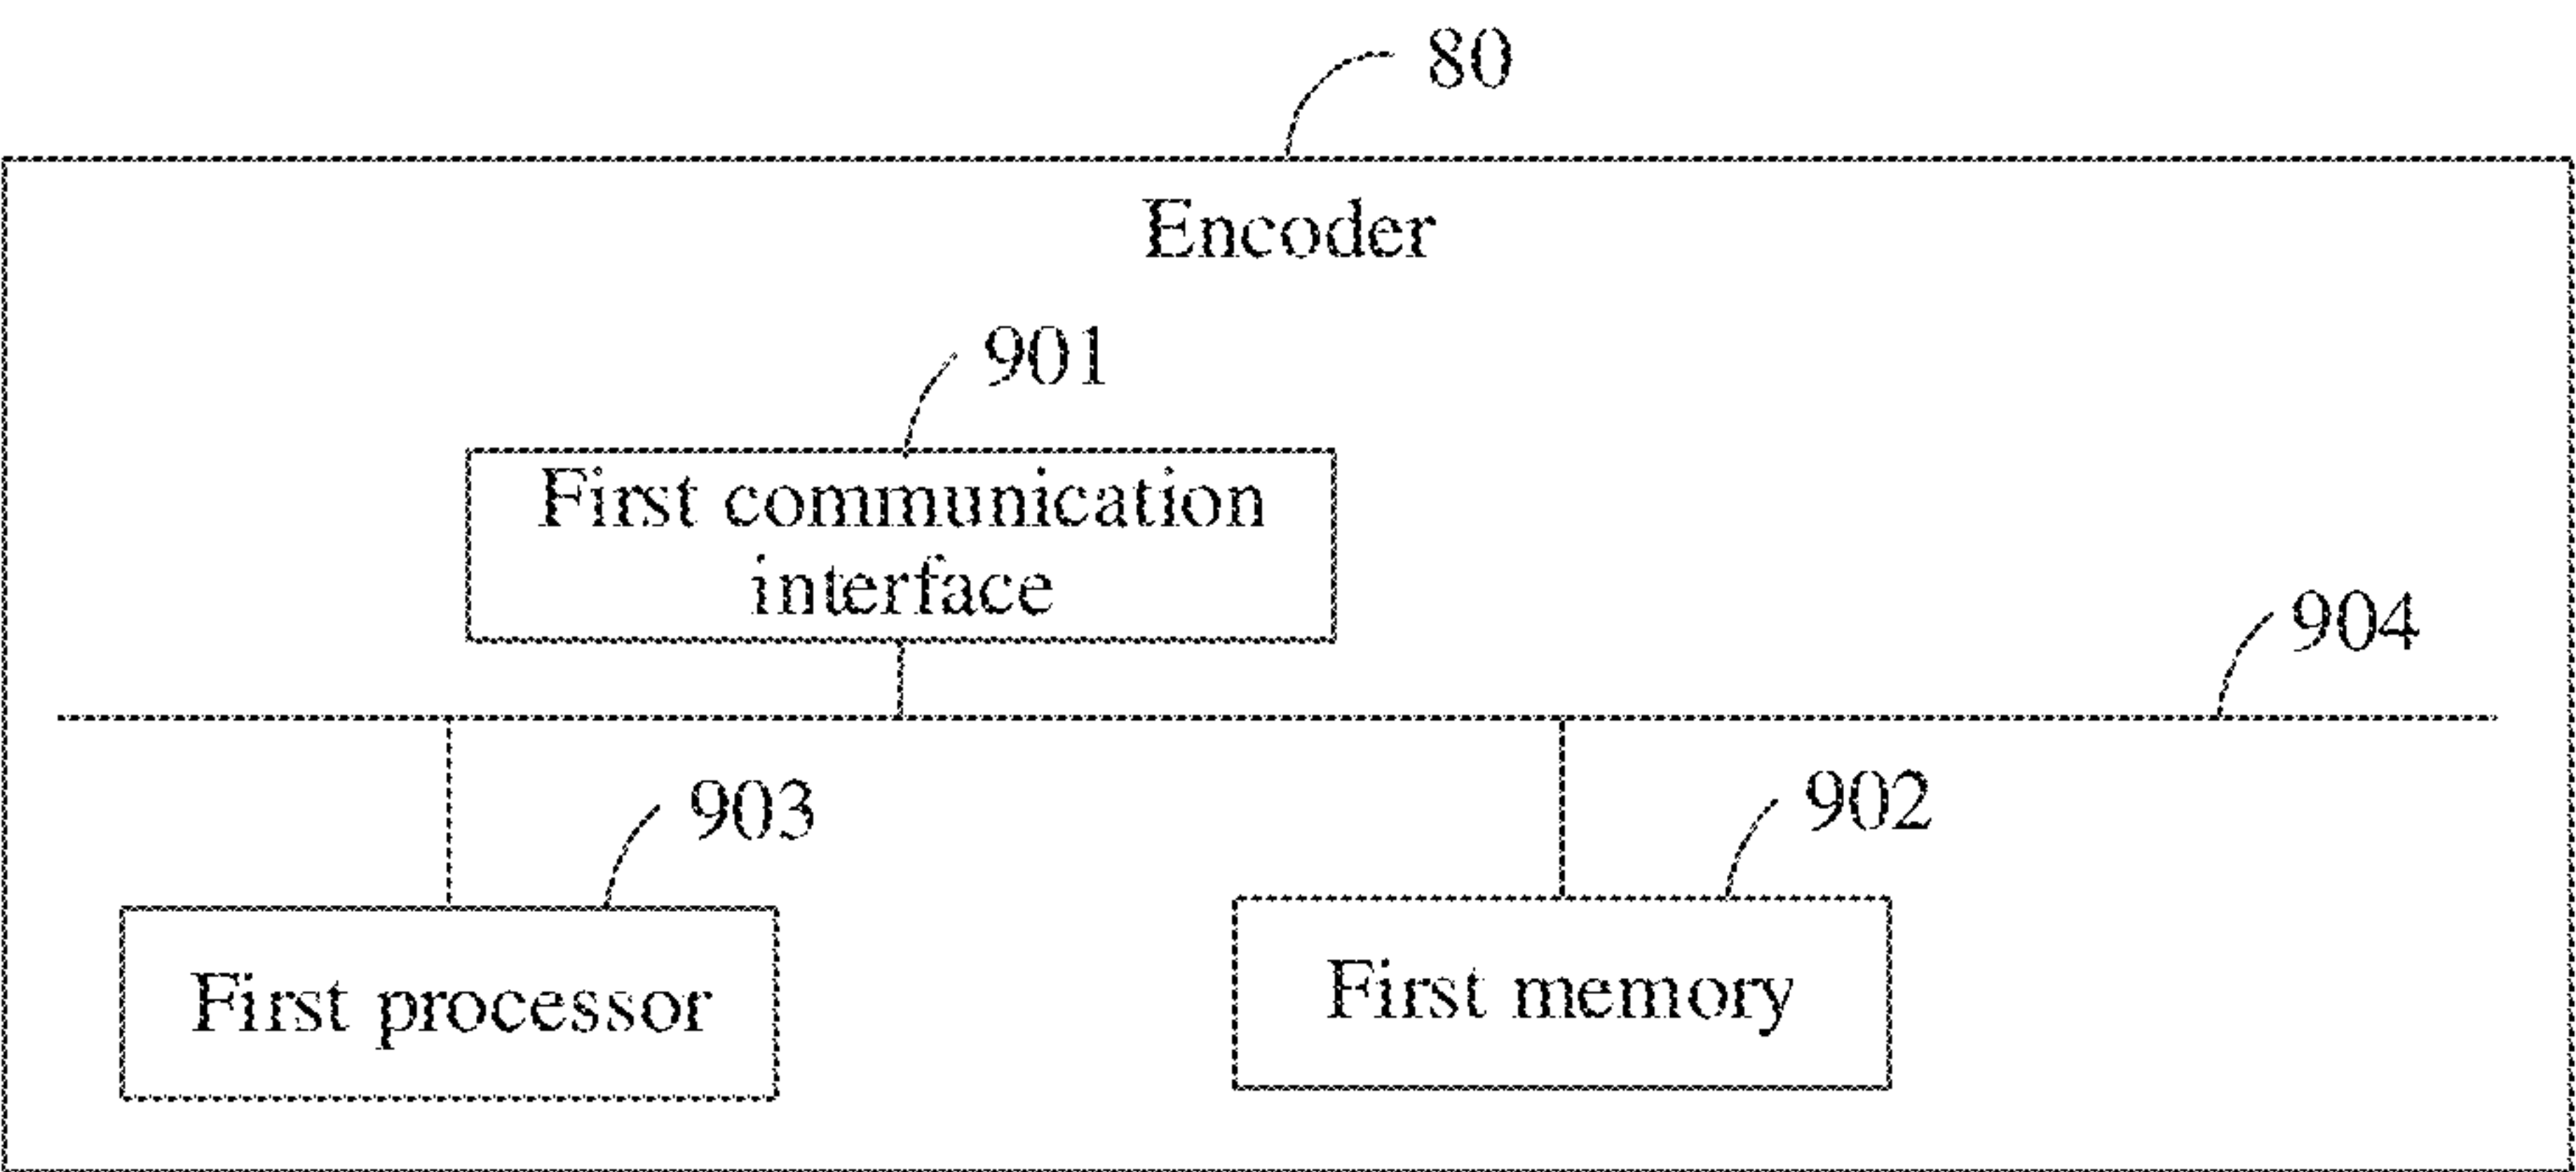 80
Encoder
901
First communication
interface
904
903
902
First processor
First memory